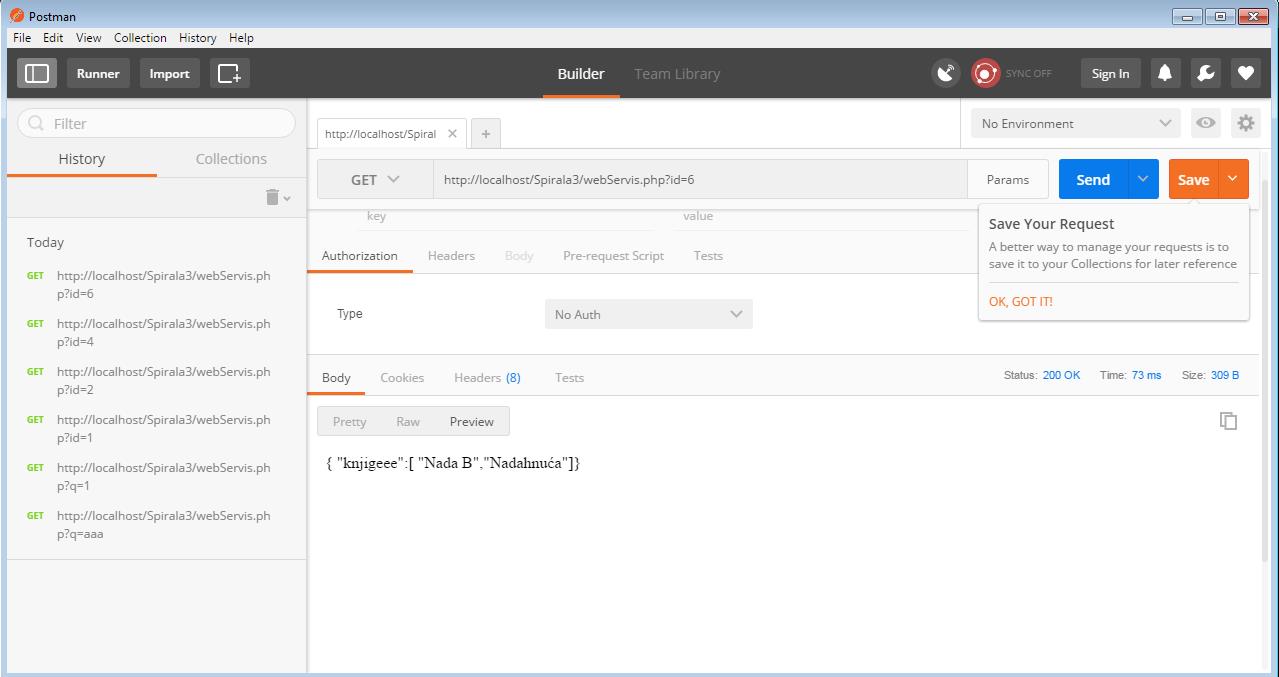 Postman
File Edit View Collection History Help
Runner Import Builder Team Library SYNC OFF Sign In
Filter
History Collections
Today
GET http://localhost/Spirala3/webServis.ph
p?id=6
GET http://localhost/Spirala3/webServis.ph
p?id=4
GET http://localhost/Spirala3/webServis.ph
p?id=2
GET http://localhost/Spirala3/webServis.ph
p?id=1
GET http://localhost/Spirala3/webServis.ph
p?q=1
GET http://localhost/Spirala3/webServis.ph
p?q=aaa
http://localhost/Spiral
No Environment
GET http://localhost/Spirala3/webServis.php?id=6 Params Send Save
key value
Authorization Headers Body Pre-request Script Tests
Save Your Request
A better way to manage your requests is to
save it to your Collections for later reference
OK, GOT IT!
Type No Auth
Body Cookies Headers (8) Tests Status: 200 OK Time: 73 ms Size: 309 B
Pretty Raw Preview
{ "knjigeee":[ "Nada B","Nadahnuća"]}